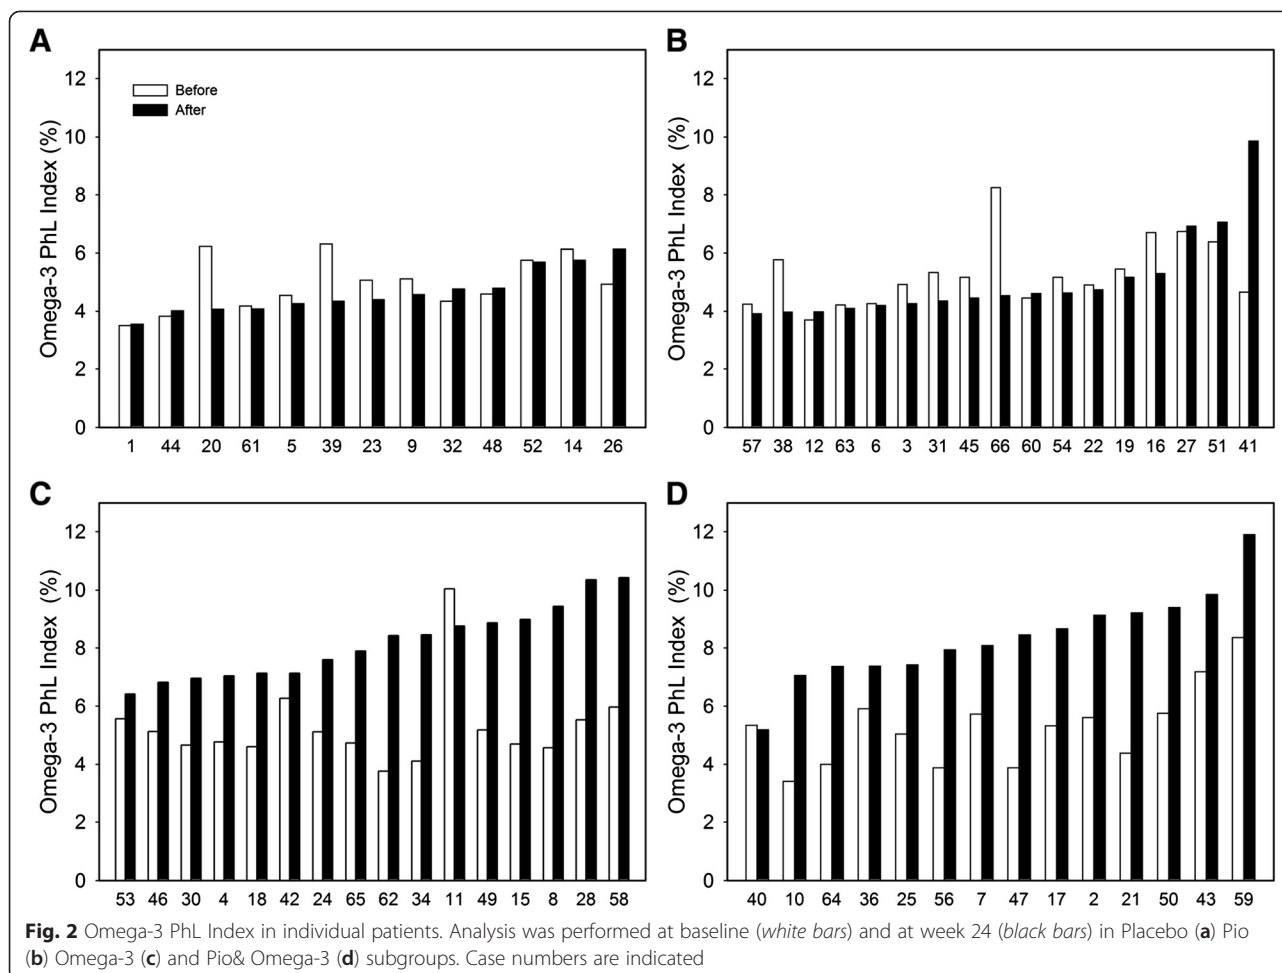 A
B
Omega-3 PhL Index (%)
12
10
8
6
4
2
0
Before
After
1 44 20 61 5 39 23 9 32 48 52 14 26
Omega-3 PhL Index (%)
12
10
8
6
4
2
0
57 38 12 63 6 3 31 45 66 60 54 22 19 16 27 51 41
C
D
Omega-3 PhL Index (%)
12
10
8
6
4
2
0
53 46 30 4 18 42 24 65 62 34 11 49 15 8 28 58
Omega-3 PhL Index (%)
12
10
8
6
4
2
0
40 10 64 36 25 56 7 47 17 2 21 50 43 59
Fig. 2 Omega-3 PhL Index in individual patients. Analysis was performed at baseline (white bars) and at week 24 (black bars) in Placebo (a) Pio
(b) Omega-3 (c) and Pio& Omega-3 (d) subgroups. Case numbers are indicated